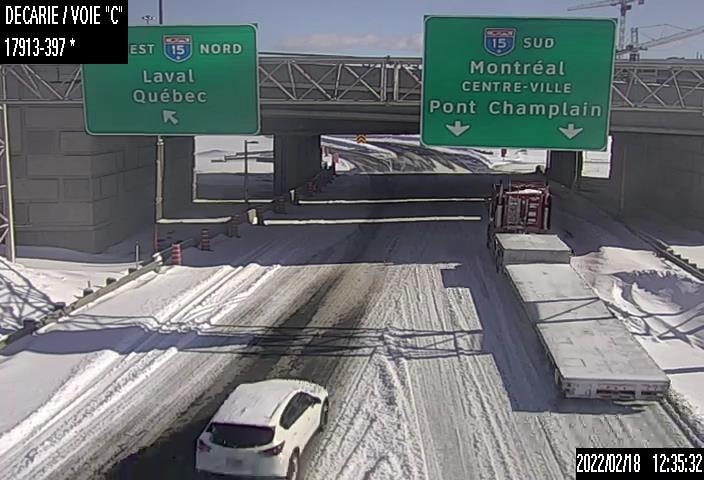 DECARIE / VOIE "C"
17913-397 *
EST 15 NORD
Laval
Québec
15 SUD
Montréal
CENTRE-VILLE
Pont Champlain
2022/02/18 12:35:32